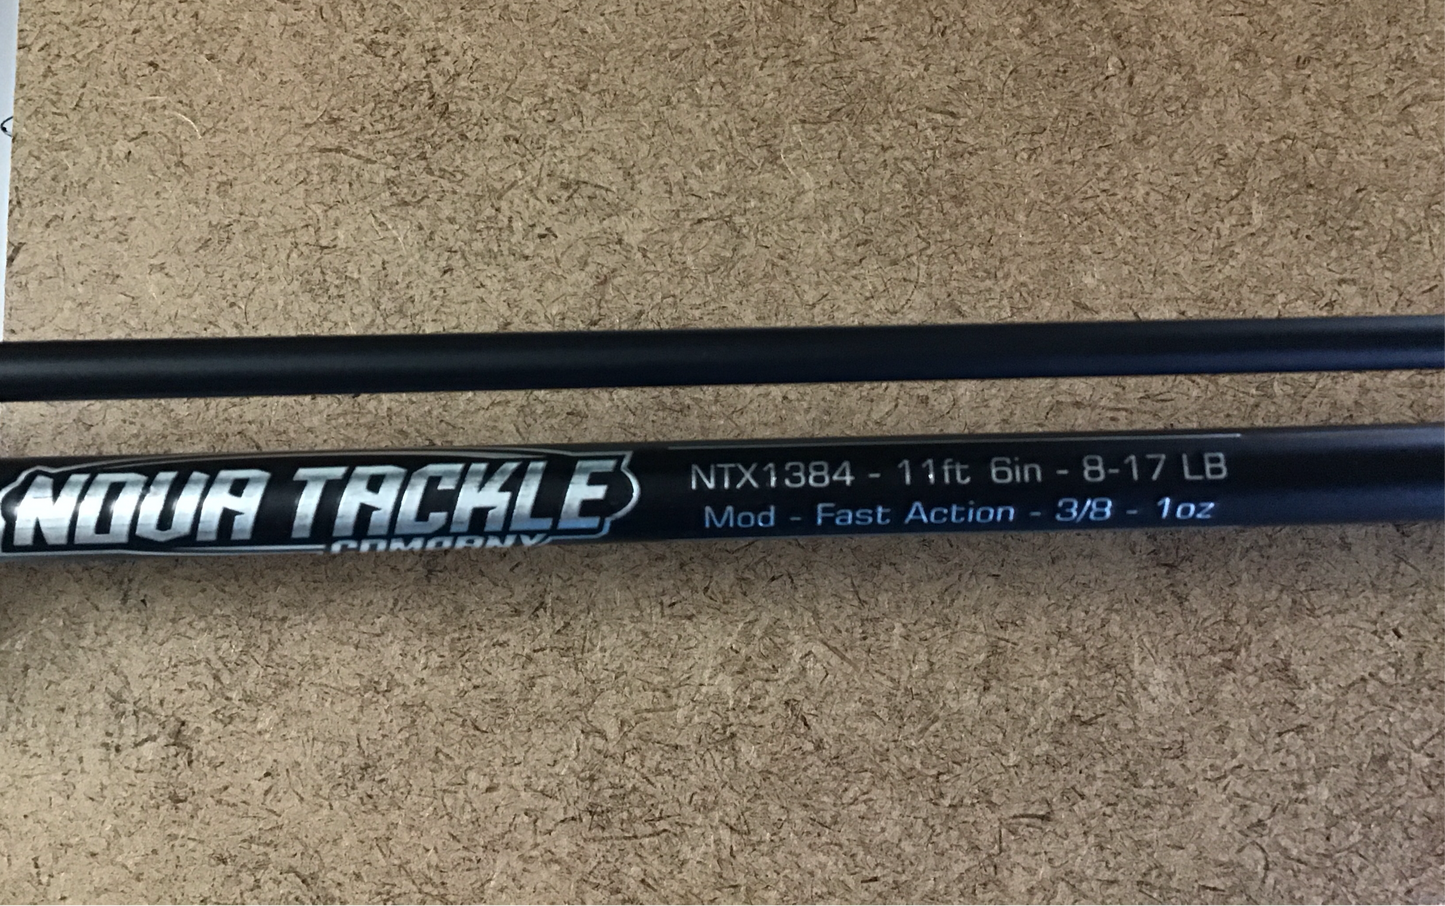 NOVA TACKLE
COMPANY
NTX1384 - 11ft 6in - 8-17 LB
Mod - Fast Action - 3/8 - 1oz